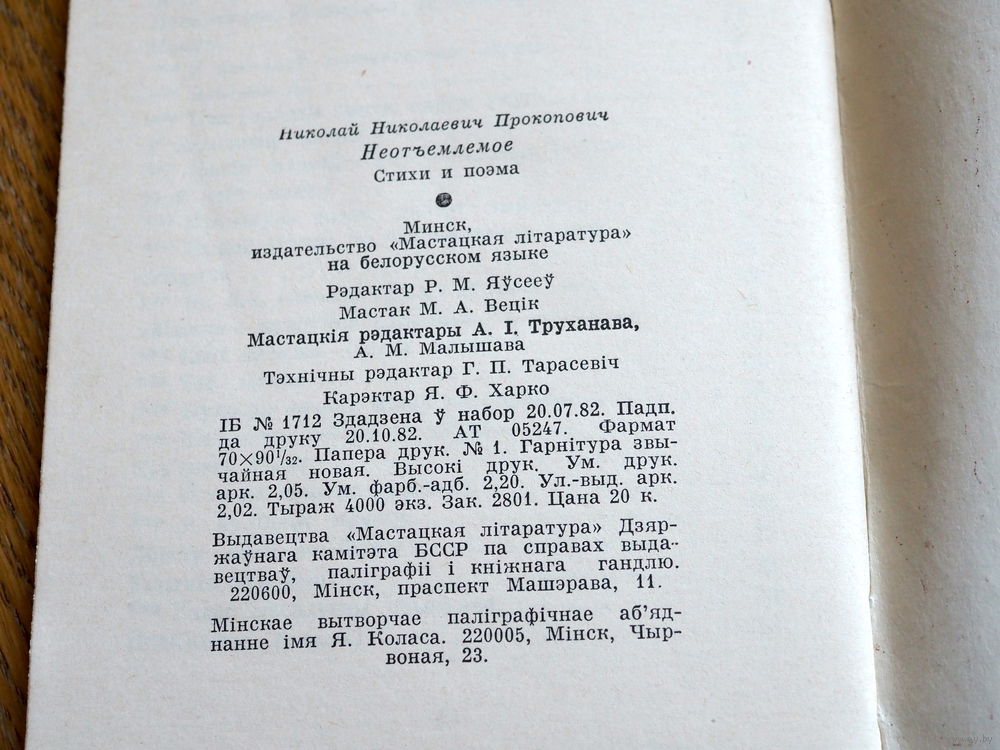 Николай Николаевич Прокопович
Неотъемлемое
Стихи и поэма
Минск,
издательство «Мастацкая літаратура»
на белорусском языке
Рэдактар Р. М. Яўсееў
Мастак М. А. Вецік
Мастацкія рэдактары А. І. Труханава,
А. М. Малышава
Тэхнічны рэдактар Г. П. Тарасевіч
Карэктар Я. Ф. Харко
ІБ № 1712 Здадзена ў набор 20.07.82. Падп.
да друку 20.10.82. АТ 05247. Фармат
70×90¹/₃₂. Папера друк. № 1. Гарнітура звы-
чайная новая. Высокі друк. Ум. друк.
арк. 2,05. Ум. фарб.-адб. 2,20. Ул.-выд. арк.
2,02. Тыраж 4000 экз. Зак. 2801. Цана 20 к.
Выдавецтва «Мастацкая літаратура» Дзяр-
жаўнага камітэта БССР па справах выда-
вецтваў, паліграфіі і кніжнага гандлю.
220600, Мінск, праспект Машэрава, 11.
Мінскае вытворчае паліграфічнае аб'яд-
нанне імя Я. Коласа. 220005, Мінск, Чыр-
воная, 23.